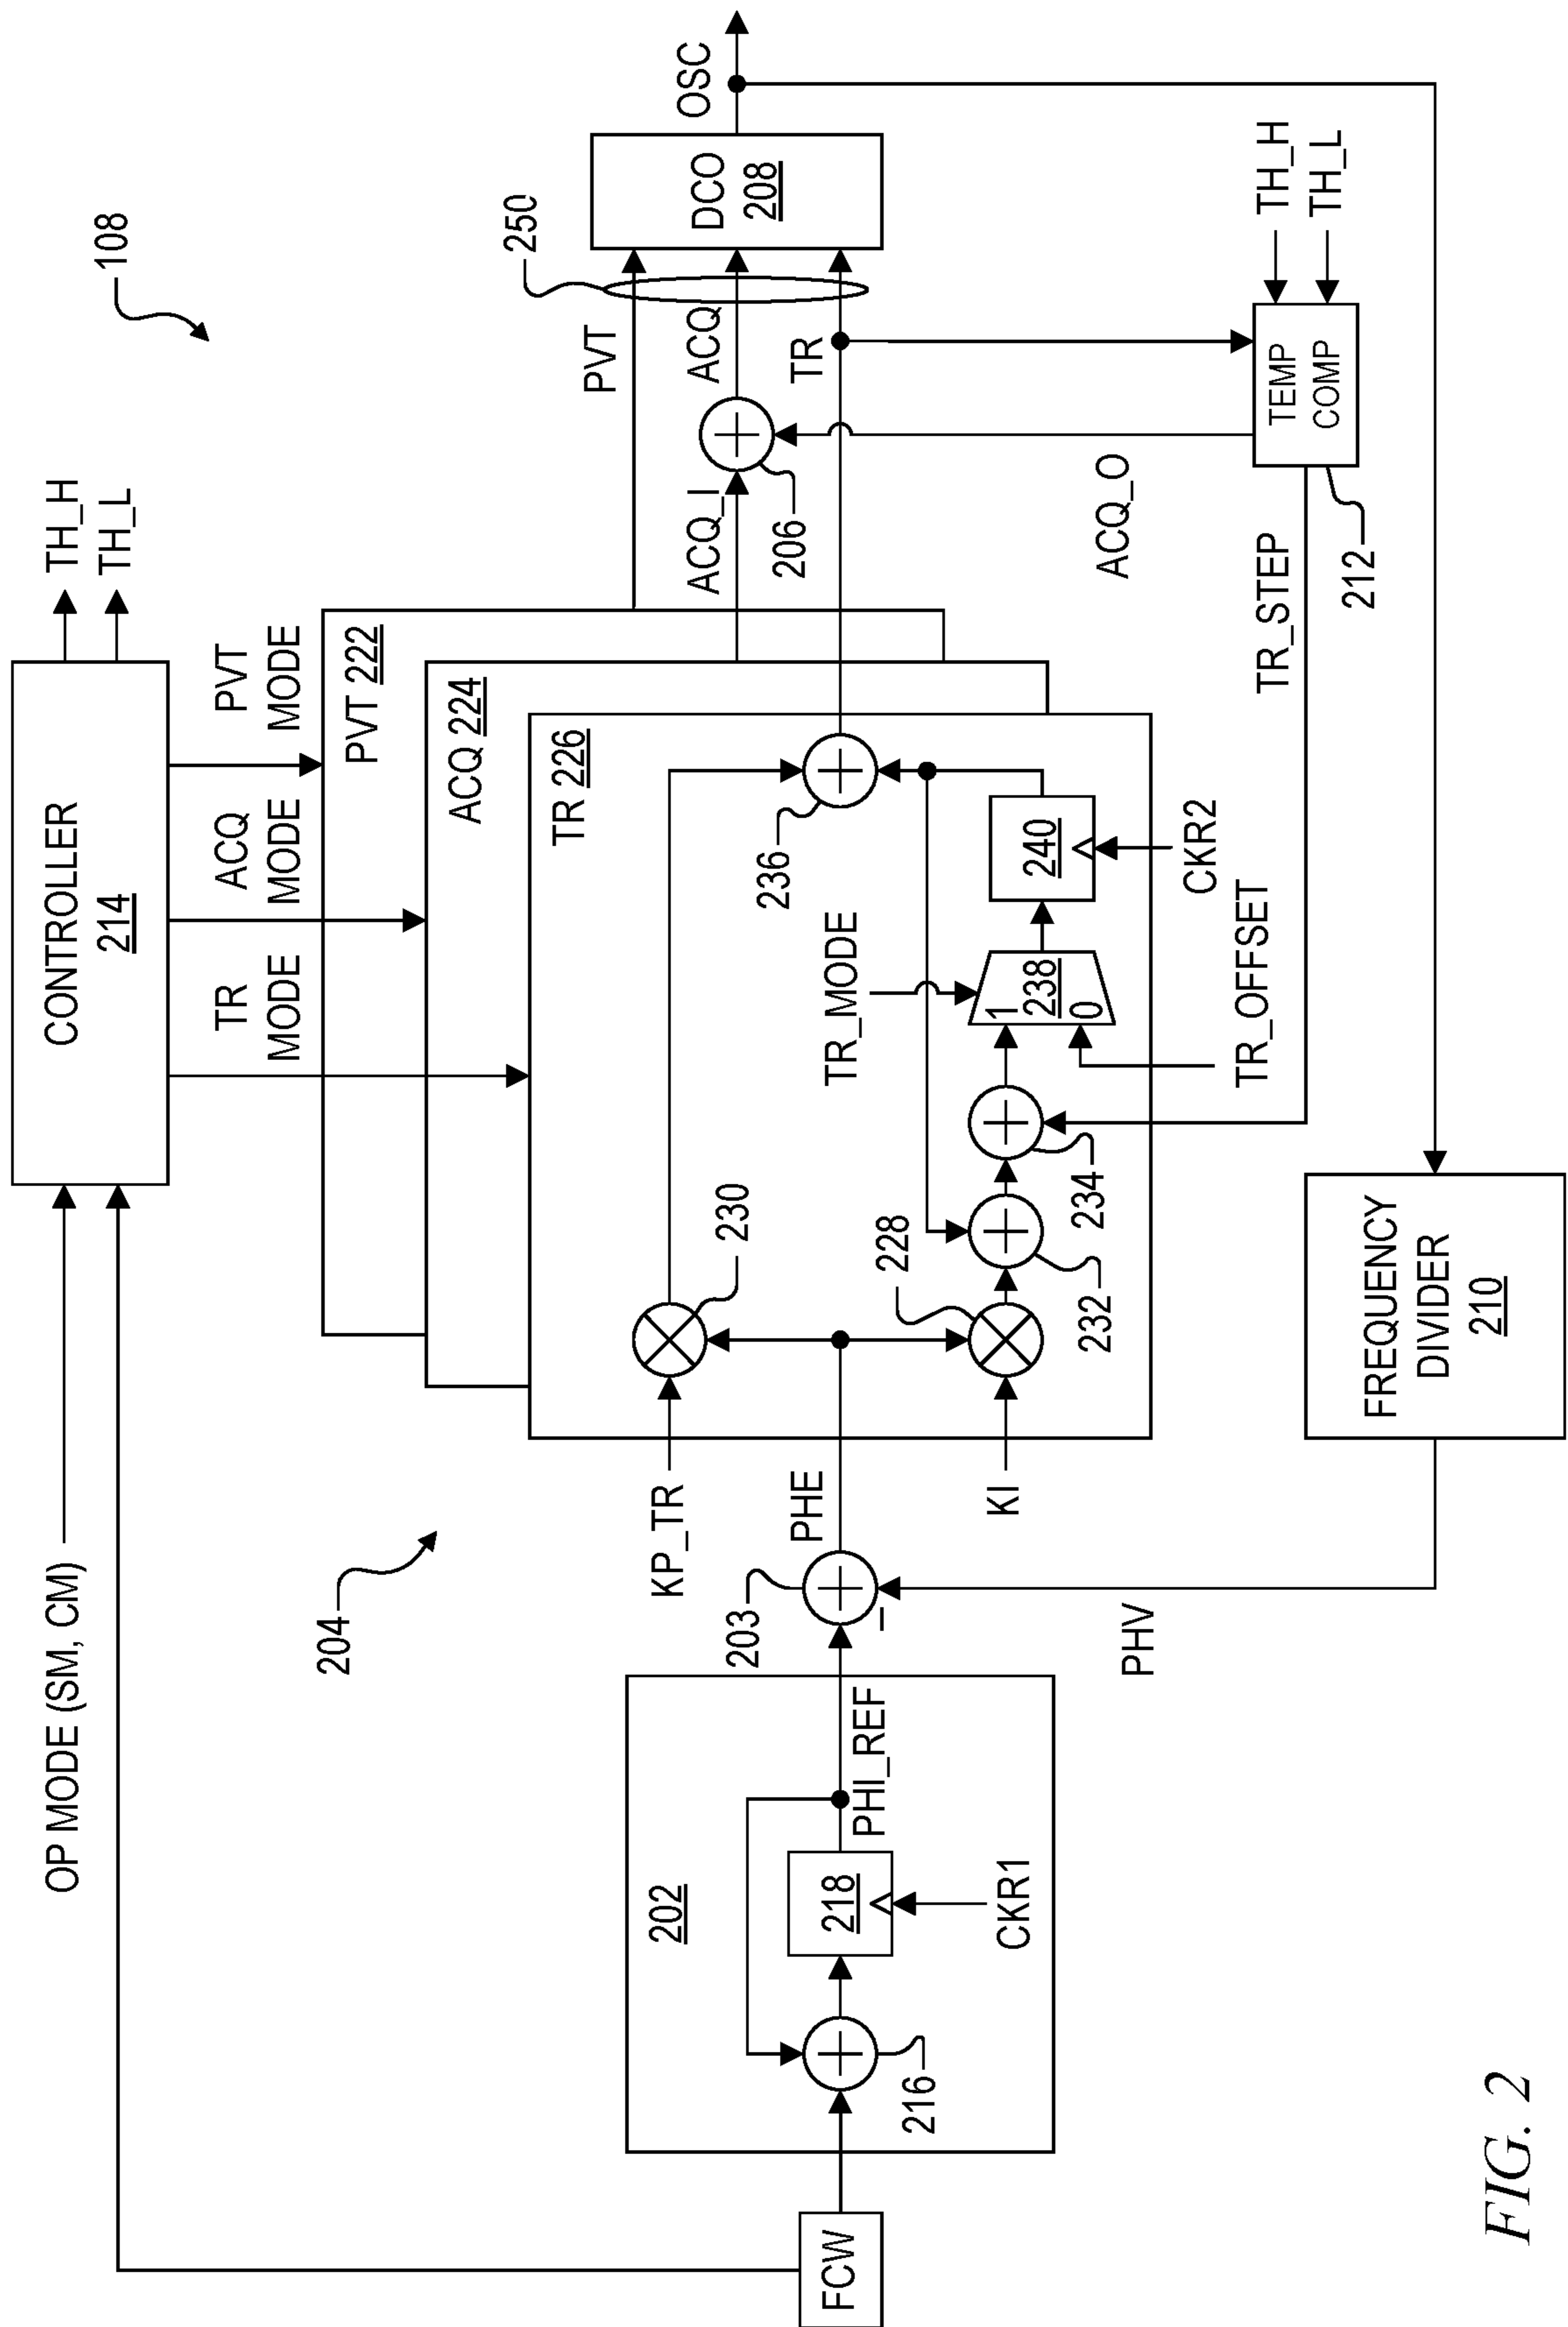 OP MODE (SM, CM)
CONTROLLER
214
TH_H
TH_L
108
TR
MODE
ACQ
MODE
PVT
MODE
204
PVT 222
ACQ 224
TR 226
PVT
250
OSC
DCO
208
ACQ_I
ACQ
206
TR
KP_TR
230
236
FCW
202
216
218
CKR1
PHI_REF
203
PHE
KI
228
232
234
TR_MODE
1
238
0
240
CKR2
TR_OFFSET
ACQ_O
TR_STEP
212
TEMP
COMP
TH_H
TH_L
PHV
FREQUENCY
DIVIDER
210
FIG. 2